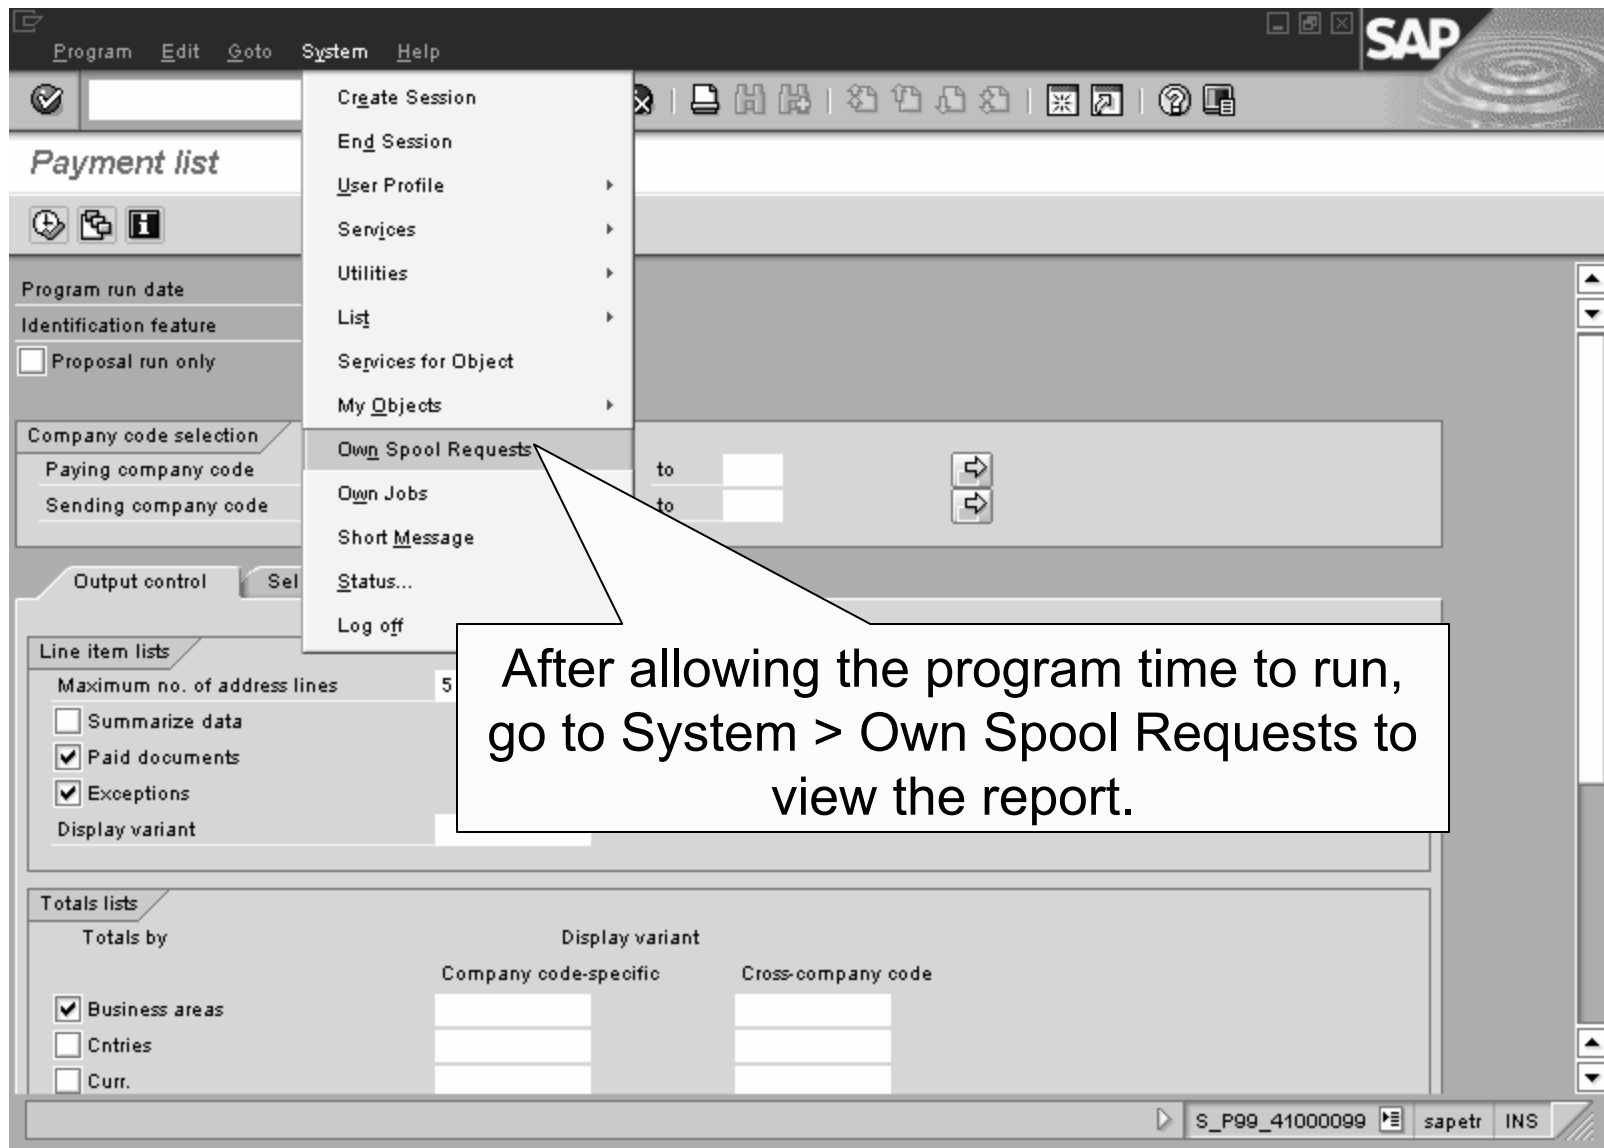 Program Edit Goto System Help
SAP
Create Session
End Session
Payment list
User Profile
Services
Utilities
Program run date
List
Identification feature
Proposal run only
Services for Object
My Objects
Company code selection
Own Spool Requests
Paying company code to
Own Jobs
Sending company code to
Short Message
Output control Sel
Status...
Log off
Line item lists
Maximum no. of address lines 5
Summarize data
Paid documents
Exceptions
Display variant
After allowing the program time to run,
go to System > Own Spool Requests to
view the report.
Totals lists
Totals by Display variant
Company code-specific Cross-company code
Business areas
Cntries
Curr.
S_P99_41000099 sapetr INS